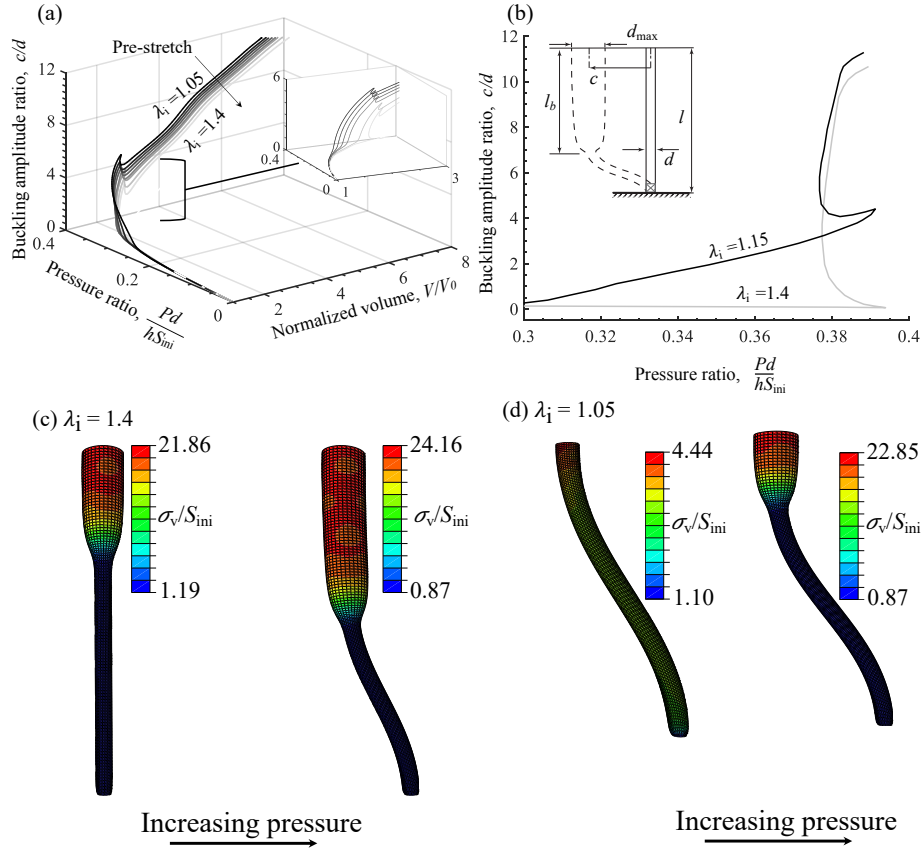 (a)
Buckling amplitude ratio, c/d
12
8
4
0
0.4
0.2
0
Pressure ratio, Pd/hSini
2
4
6
8
Normalized volume, V/V0
Pre-stretch
λi =1.05
λi =1.4
6
0
0.4
0
1
3
(b)
Buckling amplitude ratio, c/d
12
10
8
6
4
2
0
0.3
0.32
0.34
0.36
0.38
0.4
Pressure ratio, Pd/hSini
dmax
c
lb
l
d
λi =1.15
λi =1.4
(c) λi = 1.4
21.86
σv/Sini
1.19
24.16
σv/Sini
0.87
Increasing pressure
(d) λi = 1.05
4.44
σv/Sini
1.10
22.85
σv/Sini
0.87
Increasing pressure